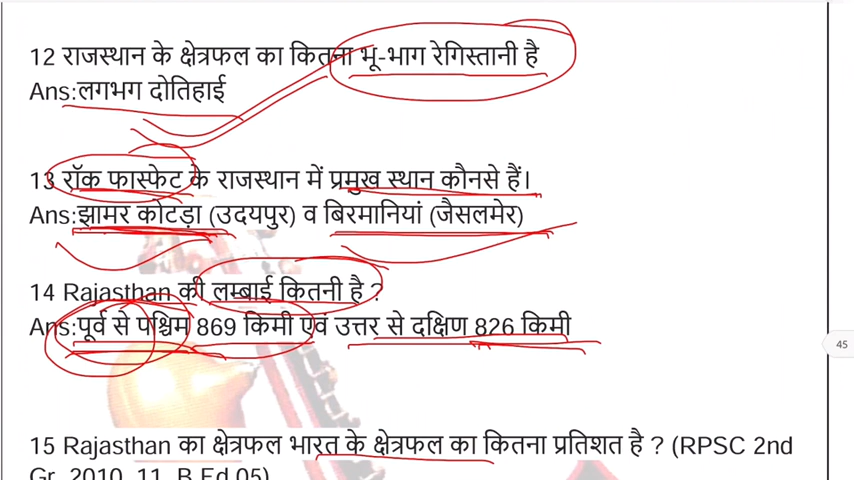 12 राजस्थान के क्षेत्रफल का कितना भू-भाग रेगिस्तानी है
Ans:लगभग दोतिहाई
13 रॉक फास्फेट के राजस्थान में प्रमुख स्थान कौनसे हैं।
Ans:झामर कोटड़ा (उदयपुर) व बिरमानियां (जैसलमेर)
14 Rajasthan की लम्बाई कितनी है ?
Ans:पूर्व से पश्चिम 869 किमी एवं उत्तर से दक्षिण 826 किमी
45
15 Rajasthan का क्षेत्रफल भारत के क्षेत्रफल का कितना प्रतिशत है ? (RPSC 2nd
Gr. 2010, 11, B.Ed.05)